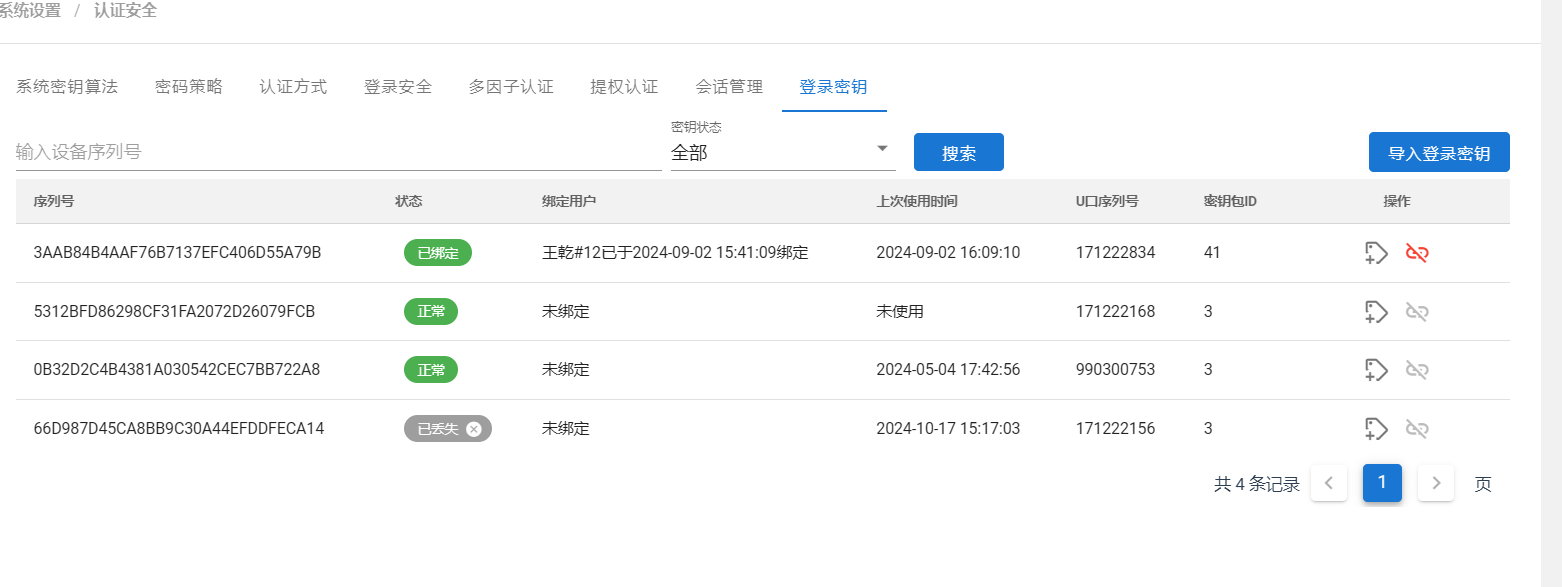 系统设置 / 认证安全
系统密钥算法 密码策略 认证方式 登录安全 多因子认证 提权认证 会话管理 登录密钥
密钥状态
输入设备序列号 全部 搜索 导入登录密钥
序列号 状态 绑定用户 上次使用时间 U口序列号 密钥包ID 操作
3AAB84B4AAF76B7137EFC406D55A79B 已绑定 王乾#12已于2024-09-02 15:41:09绑定 2024-09-02 16:09:10 171222834 41
5312BFD86298CF31FA2072D26079FCB 正常 未绑定 未使用 171222168 3
0B32D2C4B4381A030542CEC7BB722A8 正常 未绑定 2024-05-04 17:42:56 990300753 3
66D987D45CA8BB9C30A44EFDDFECA14 已丢失 未绑定 2024-10-17 15:17:03 171222156 3
共 4 条记录 1 页